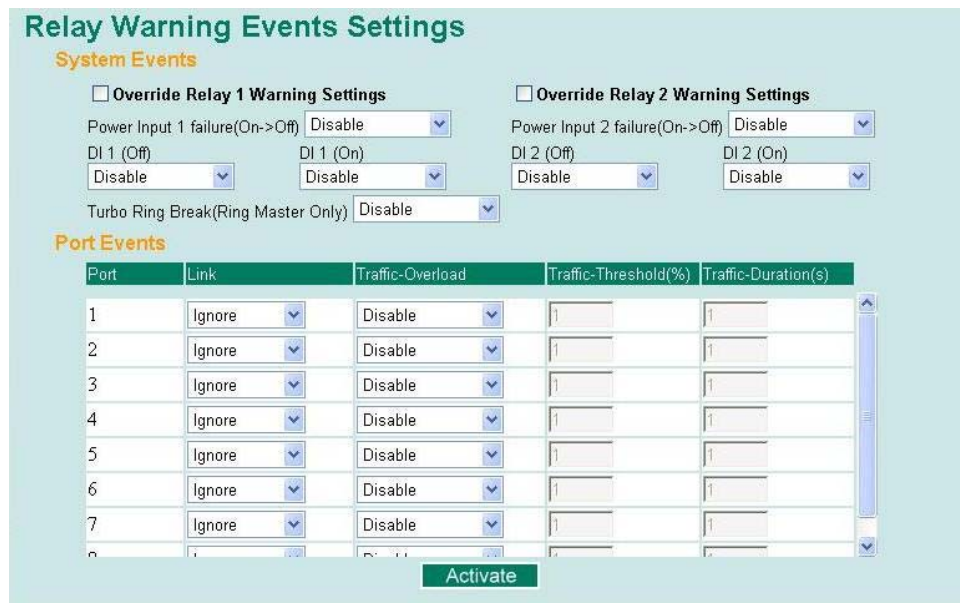 Relay Warning Events Settings
System Events
Override Relay 1 Warning Settings
Override Relay 2 Warning Settings
Power Input 1 failure(On->Off) Disable
Power Input 2 failure(On->Off) Disable
DI 1 (Off) DI 1 (On) DI 2 (Off) DI 2 (On)
Disable Disable Disable Disable
Turbo Ring Break(Ring Master Only) Disable
Port Events
Port Link Traffic-Overload Traffic-Threshold(%) Traffic-Duration(s)
1 Ignore Disable 1 1
2 Ignore Disable 1 1
3 Ignore Disable 1 1
4 Ignore Disable 1 1
5 Ignore Disable 1 1
6 Ignore Disable 1 1
7 Ignore Disable 1 1
Activate